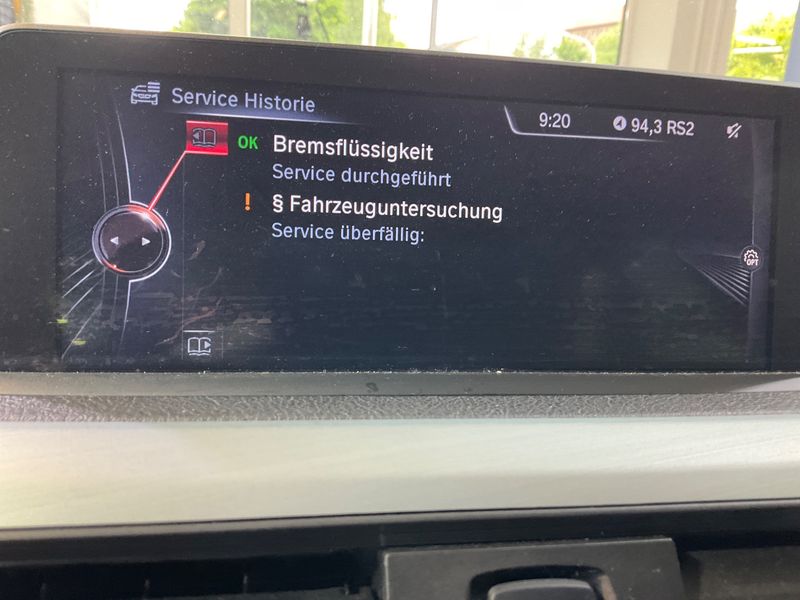 Service Historie
9:20
94,3 RS2
OK Bremsflüssigkeit
Service durchgeführt
! § Fahrzeuguntersuchung
Service überfällig:
OPT